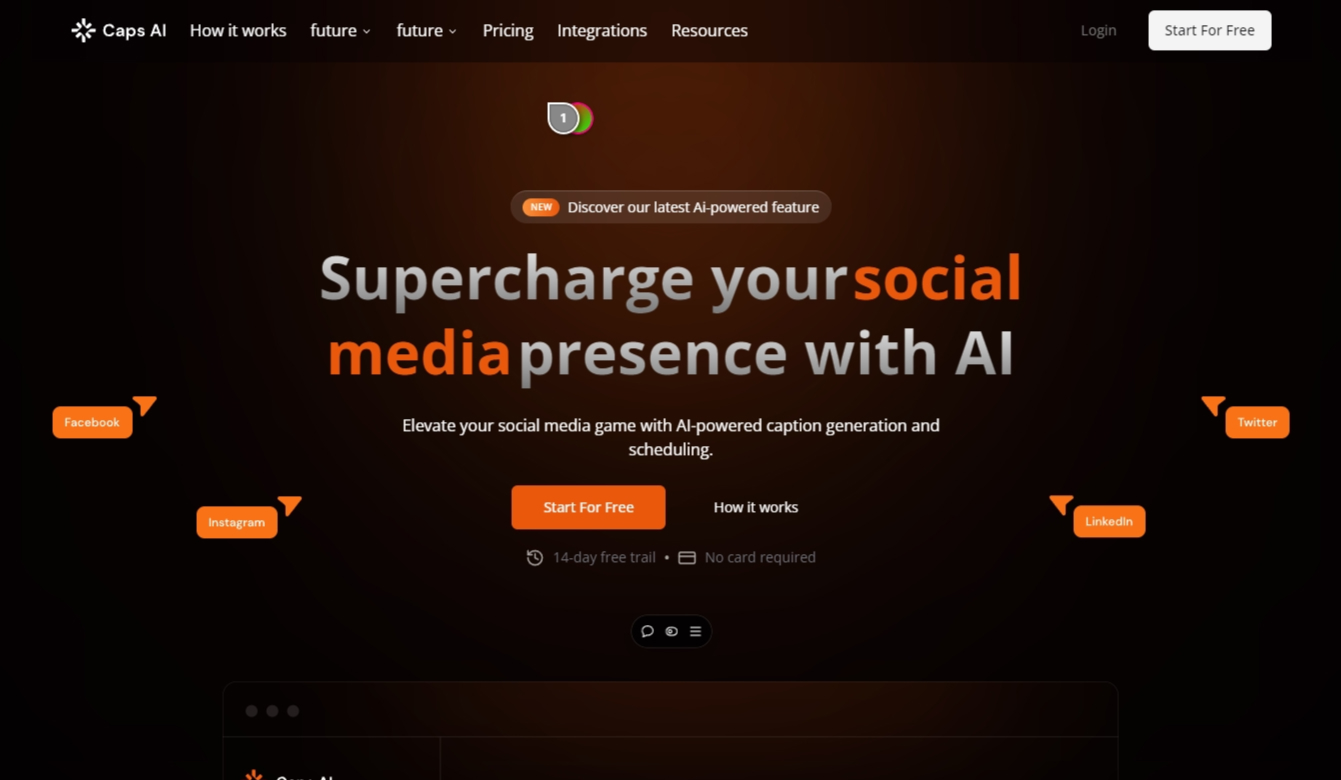 Caps AI How it works future future Pricing Integrations Resources Login Start For Free
1
NEW Discover our latest Ai-powered feature
Supercharge your social
media presence with AI
Facebook
Twitter
Elevate your social media game with AI-powered caption generation and
scheduling.
Start For Free How it works
Instagram
LinkedIn
14-day free trail • No card required
Caps AI